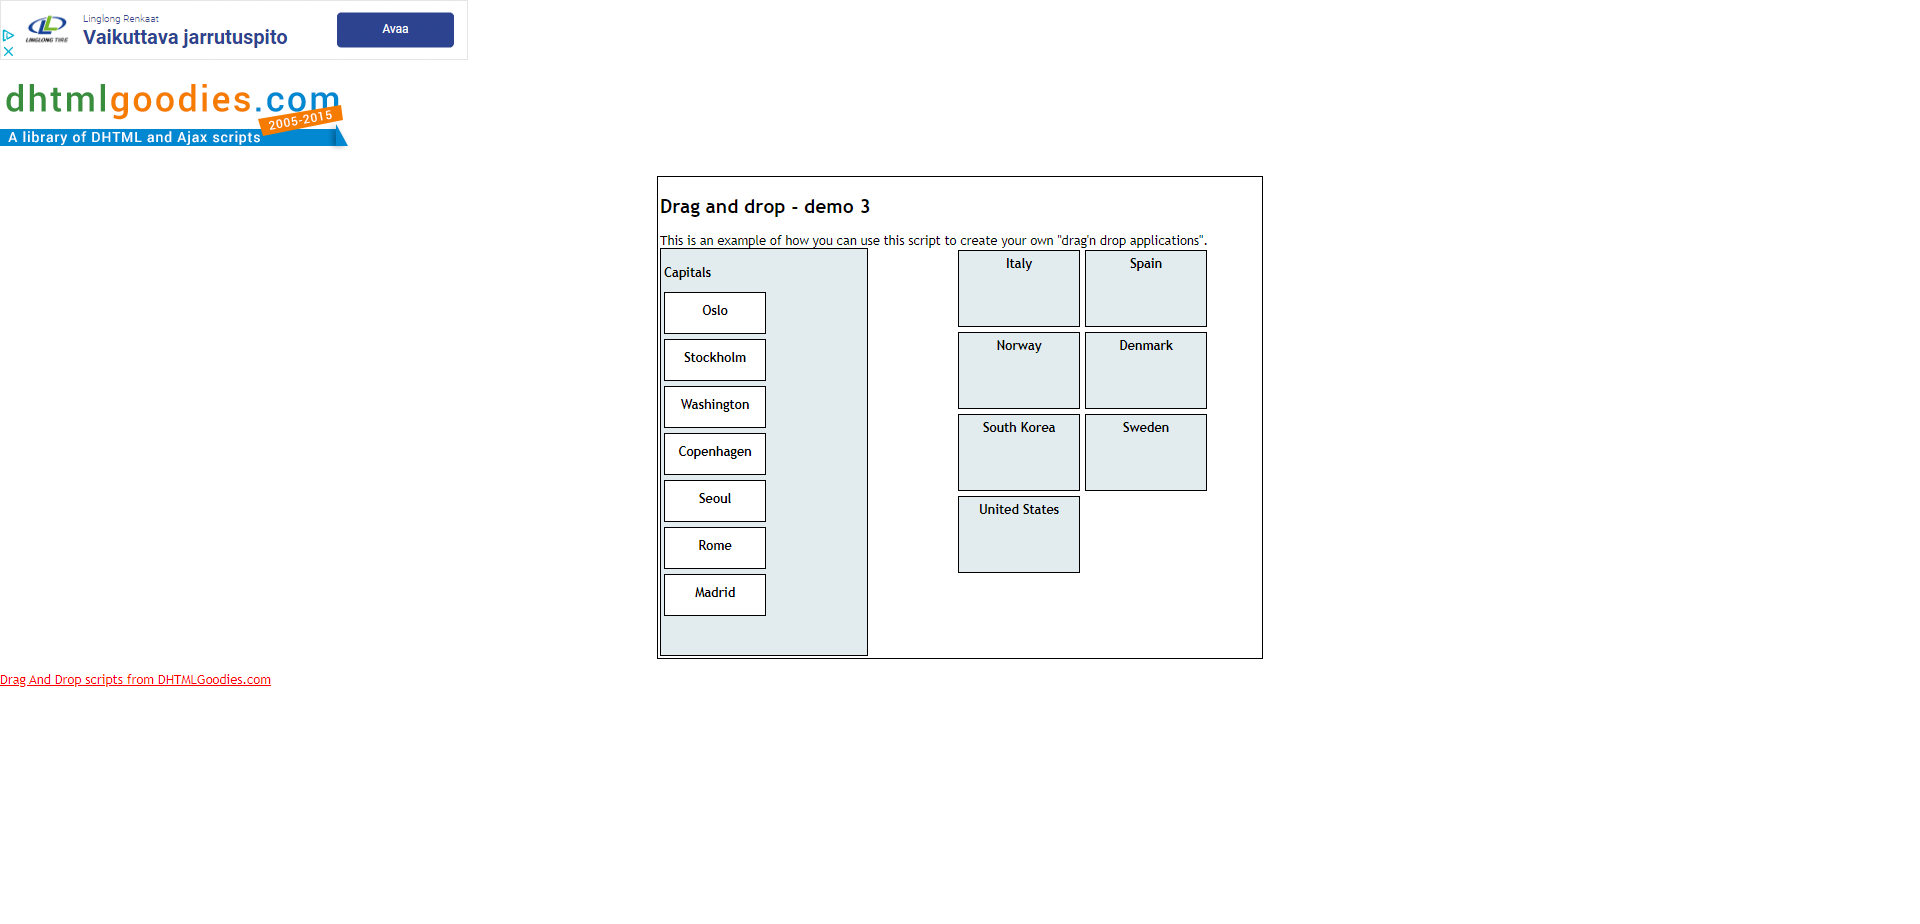 Linglong Renkaat
Vaikuttava jarrutuspito
Avaa
LINGLONG TIRE
dhtmlgoodies.com
2005-2015
A library of DHTML and Ajax scripts
Drag and drop - demo 3
This is an example of how you can use this script to create your own "drag'n drop applications".
Capitals
Oslo
Stockholm
Washington
Copenhagen
Seoul
Rome
Madrid
Italy
Spain
Norway
Denmark
South Korea
Sweden
United States
Drag And Drop scripts from DHTMLGoodies.com